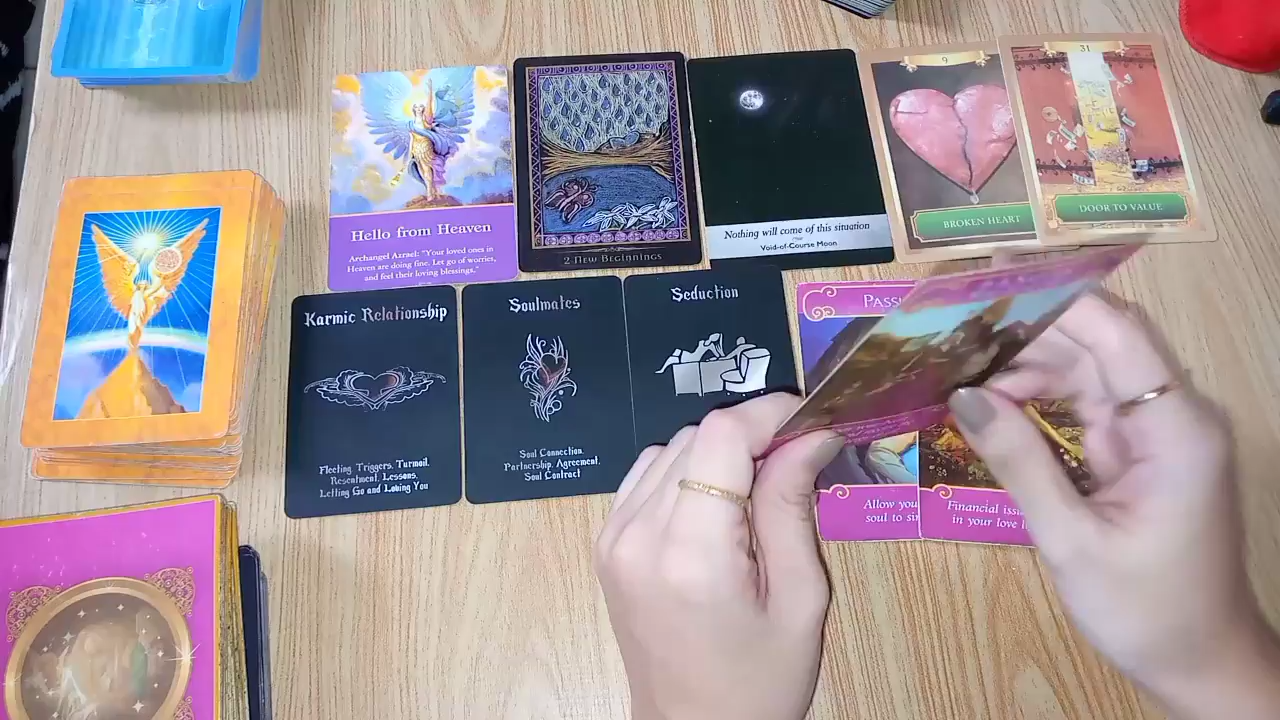 Hello from Heaven
Archangel Azrael: "Your loved ones in
Heaven are doing fine. Let go of worries,
and feel their loving blessings."
2 New Beginnings
Nothing will come of this situation
Void-of-Course Moon
9
BROKEN HEART
31
DOOR TO VALUE
Karmic Relationship
Fleeting, Triggers, Turmoil,
Resentment, Lessons,
Letting Go and Loving You
Soulmates
Soul Connection,
Partnership, Agreement,
Soul Contract
Seduction
Allow you
soul to
Financial
in your love